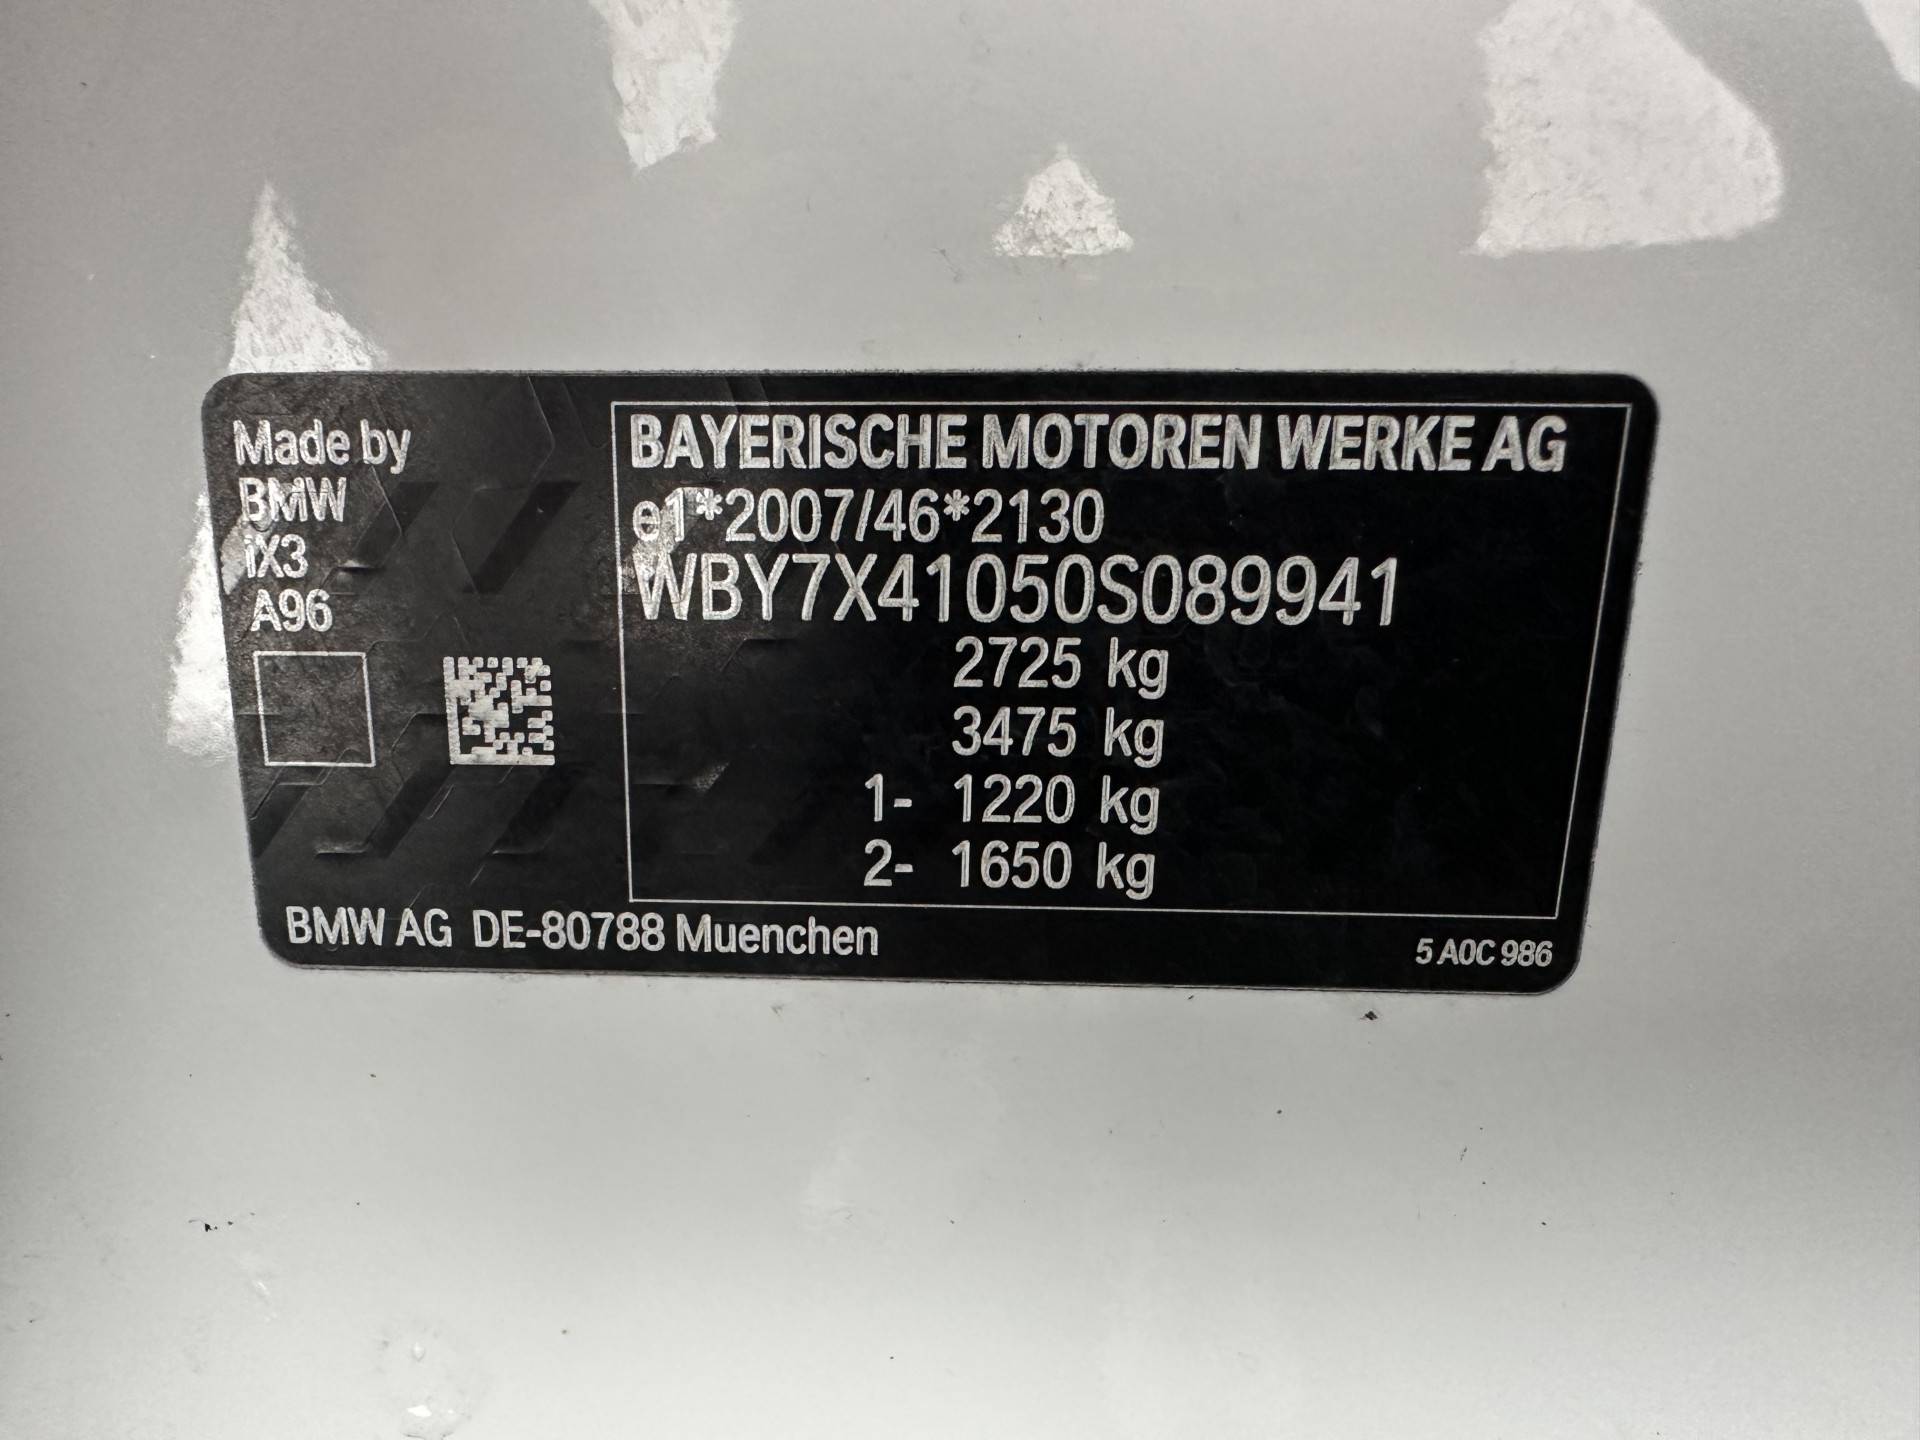 Made by
BMW
iX3
A96
BAYERISCHE MOTOREN WERKE AG
e1*2007/46*2130
WBY7X41050S089941
2725 kg
3475 kg
1- 1220 kg
2- 1650 kg
BMW AG DE-80788 Muenchen
5 A0C 986